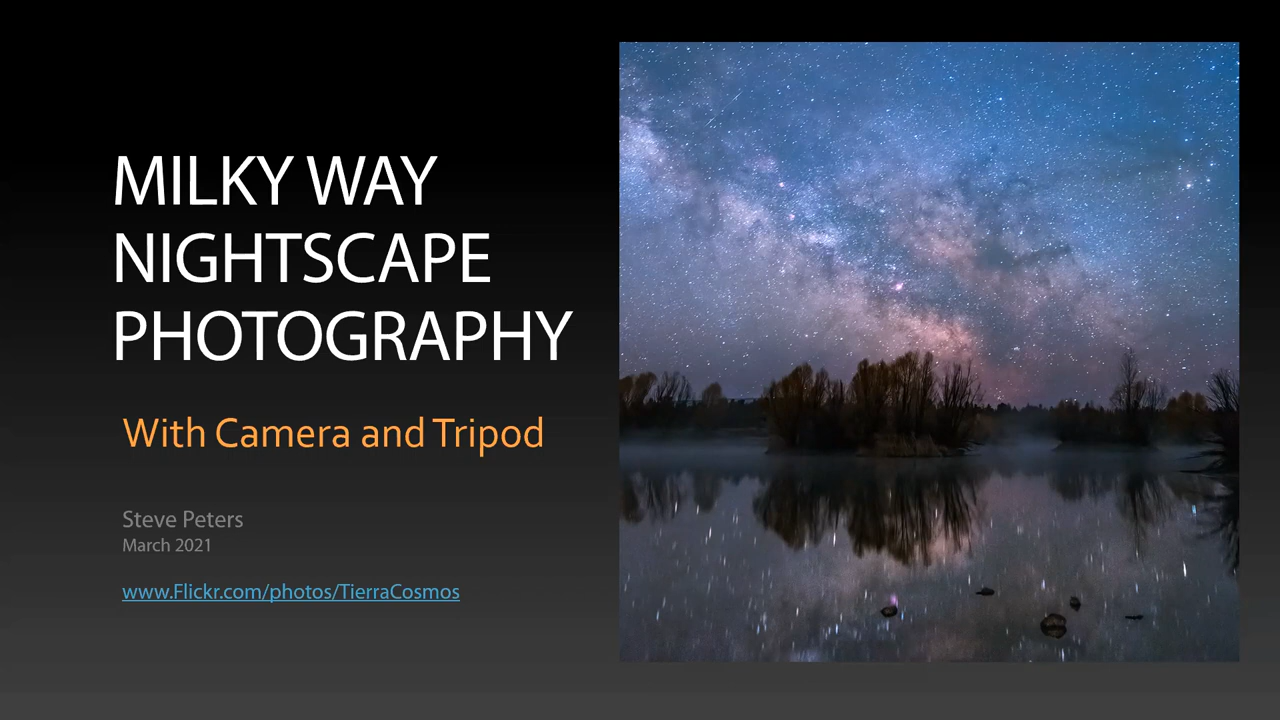 MILKY WAY
NIGHTSCAPE
PHOTOGRAPHY
With Camera and Tripod
Steve Peters
March 2021
www.Flickr.com/photos/TierraCosmos